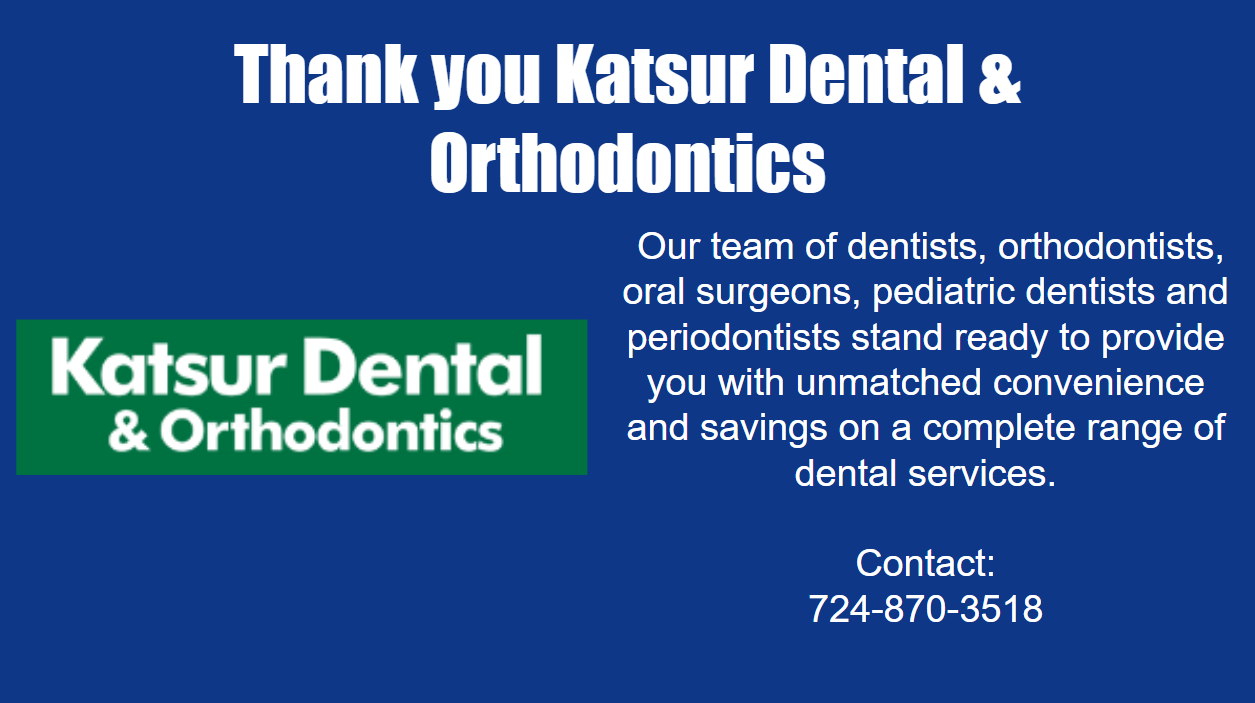 Thank you Katsur Dental &
Orthodontics
Katsur Dental
& Orthodontics
Our team of dentists, orthodontists,
oral surgeons, pediatric dentists and
periodontists stand ready to provide
you with unmatched convenience
and savings on a complete range of
dental services.
Contact:
724-870-3518